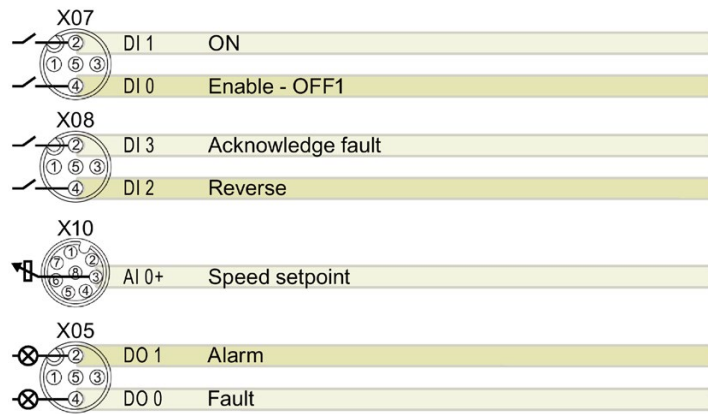 X07
② DI 1 ON
① ⑤ ③
④ DI 0 Enable - OFF1
X08
② DI 3 Acknowledge fault
① ⑤ ③
④ DI 2 Reverse
X10
① ②
⑦ ⑧ ③ AI 0+ Speed setpoint
⑥ ⑤ ④
X05
② DO 1 Alarm
① ⑤ ③
④ DO 0 Fault